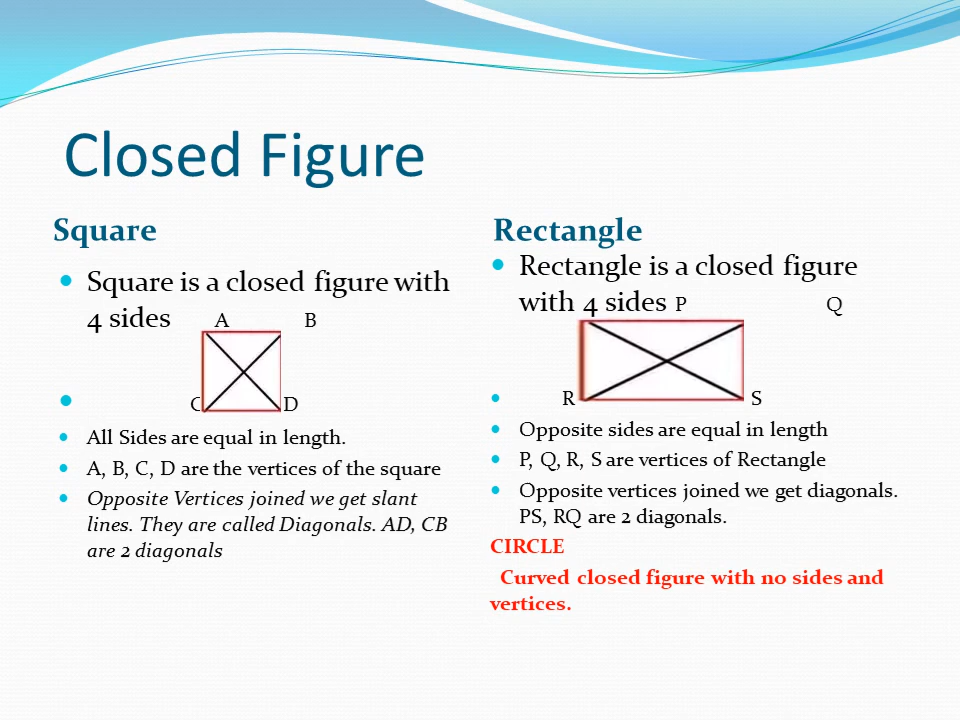 Closed Figure
Square
Square is a closed figure with
4 sides A B
C D
All Sides are equal in length.
A, B, C, D are the vertices of the square
Opposite Vertices joined we get slant
lines. They are called Diagonals. AD, CB
are 2 diagonals
Rectangle
Rectangle is a closed figure
with 4 sides P Q
R S
Opposite sides are equal in length
P, Q, R, S are vertices of Rectangle
Opposite vertices joined we get diagonals.
PS, RQ are 2 diagonals.
CIRCLE
Curved closed figure with no sides and
vertices.